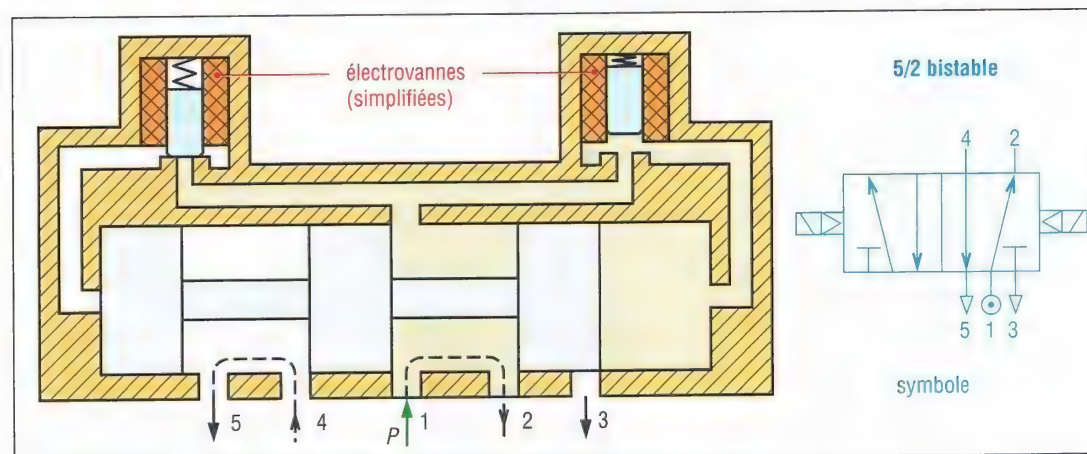 électrovannes
(simplifiées)
5/2 bistable
4 2
5 1 3
symbole
5 4 P 1 2 3